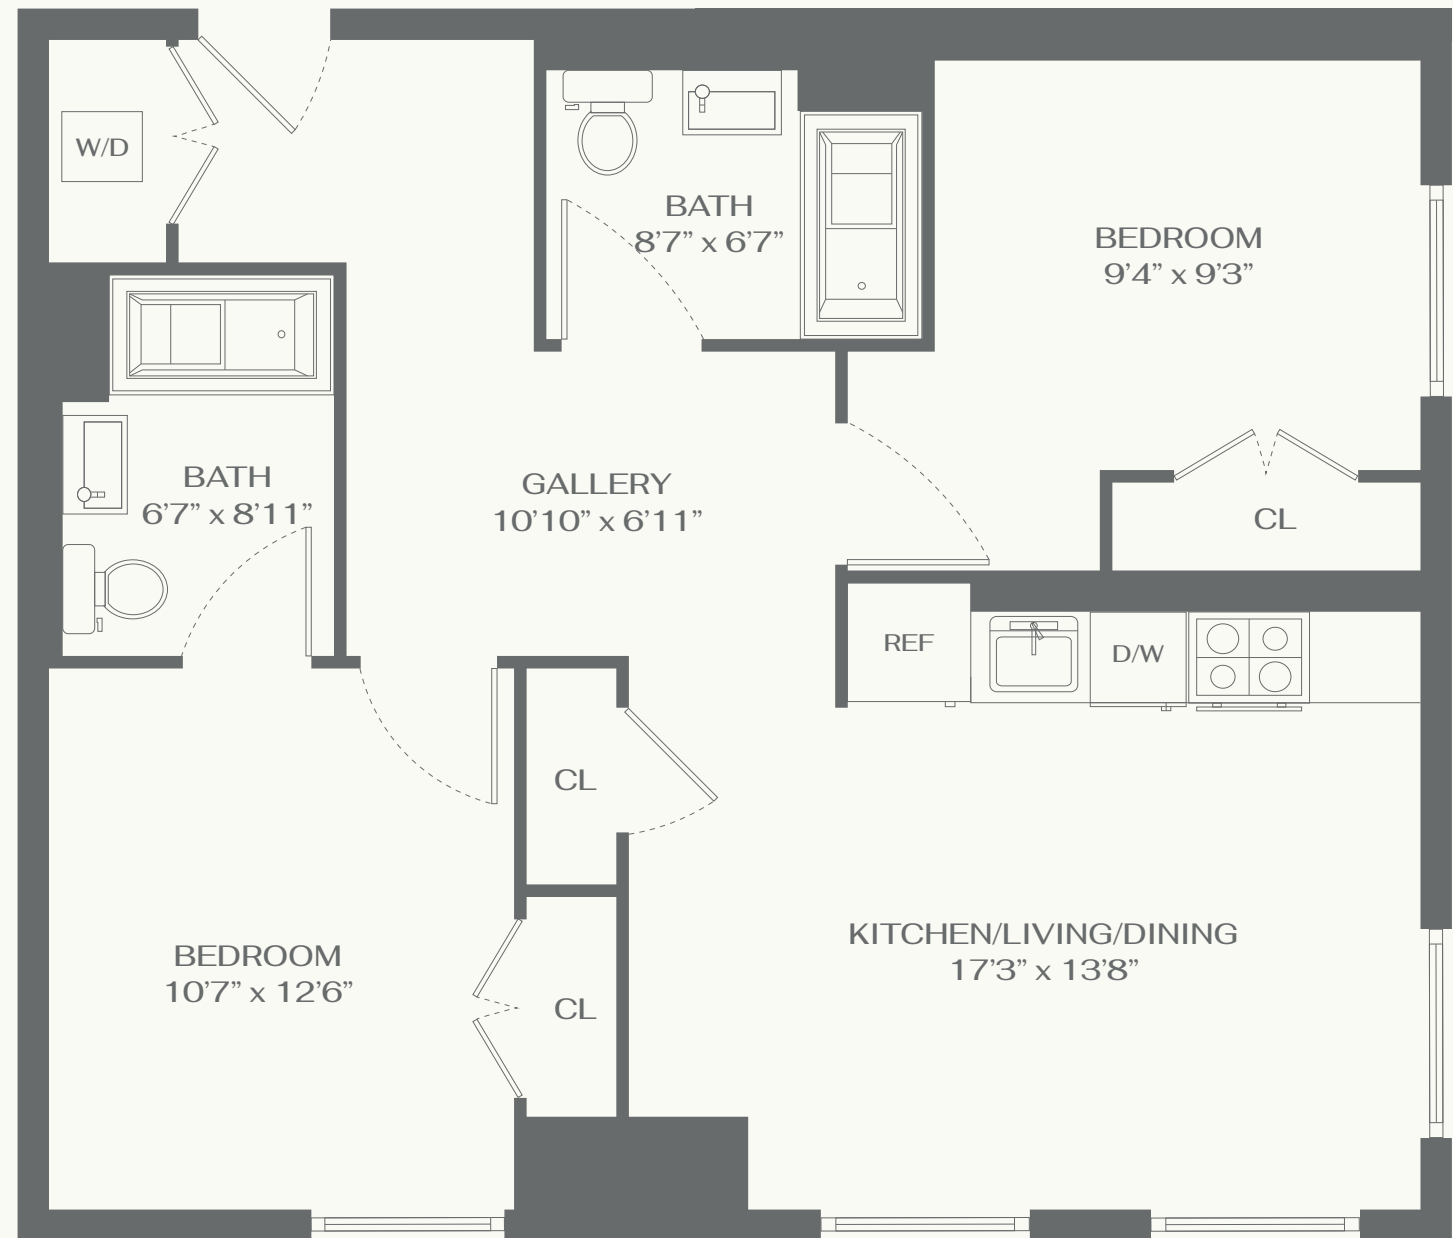 W/D
BATH
8’7” x 6’7”
BEDROOM
9’4” x 9’3”
BATH
6’7” x 8’11”
GALLERY
10’10” x 6’11”
CL
REF
D/W
CL
BEDROOM
10’7” x 12’6”
CL
KITCHEN/LIVING/DINING
17’3” x 13’8”